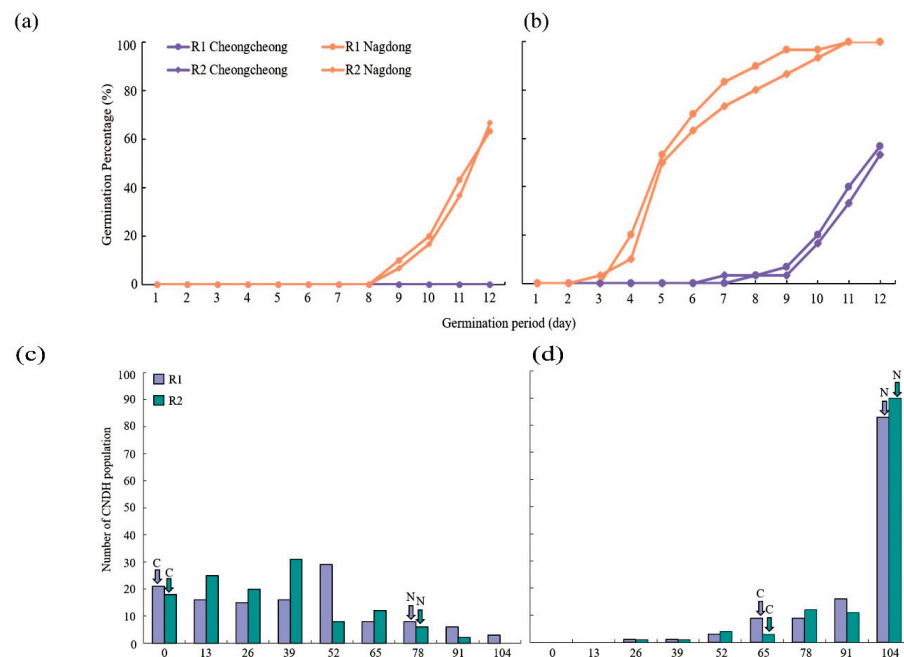 (a)
(b)
R1 Cheongcheong
R1 Nagdong
R2 Cheongcheong
R2 Nagdong
Germination Percentage (%)
100
80
60
40
20
0
1 2 3 4 5 6 7 8 9 10 11 12
1 2 3 4 5 6 7 8 9 10 11 12
Germination period (day)
(c)
(d)
R1
R2
Number of CNDH population
100
90
80
70
60
50
40
30
20
10
0
C
C
N
N
C
C
N
N
0 13 26 39 52 65 78 91 104
0 13 26 39 52 65 78 91 104